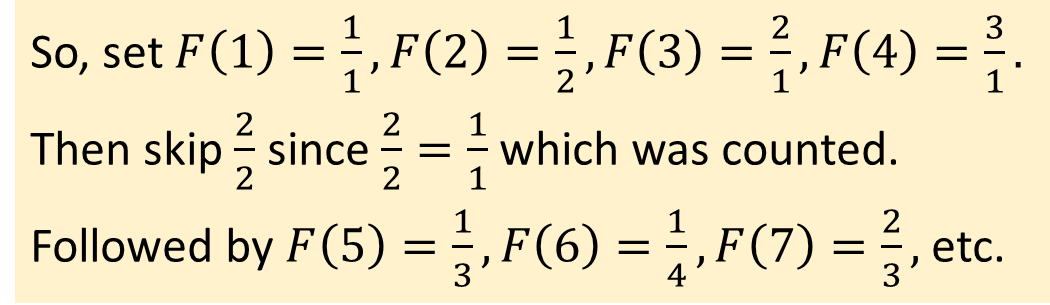 So, set F(1) = 1/1, F(2) = 1/2, F(3) = 2/1, F(4) = 3/1.
Then skip 2/2 since 2/2 = 1/1 which was counted.
Followed by F(5) = 1/3, F(6) = 1/4, F(7) = 2/3, etc.